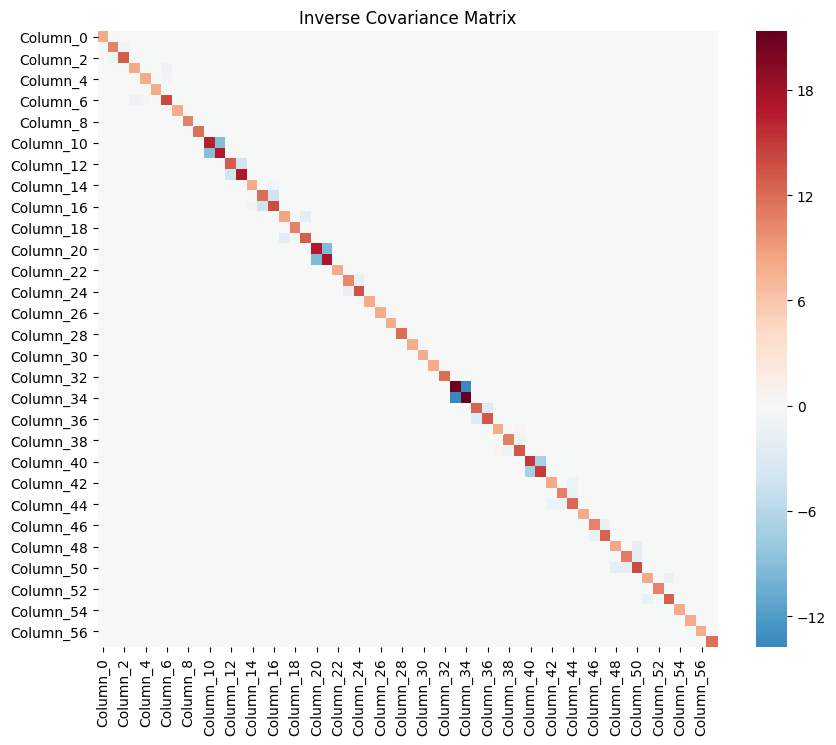 Inverse Covariance Matrix
Column_0
Column_2
Column_4
Column_6
Column_8
Column_10
Column_12
Column_14
Column_16
Column_18
Column_20
Column_22
Column_24
Column_26
Column_28
Column_30
Column_32
Column_34
Column_36
Column_38
Column_40
Column_42
Column_44
Column_46
Column_48
Column_50
Column_52
Column_54
Column_56
Column_0
Column_2
Column_4
Column_6
Column_8
Column_10
Column_12
Column_14
Column_16
Column_18
Column_20
Column_22
Column_24
Column_26
Column_28
Column_30
Column_32
Column_34
Column_36
Column_38
Column_40
Column_42
Column_44
Column_46
Column_48
Column_50
Column_52
Column_54
Column_56
18
12
6
0
−6
−12